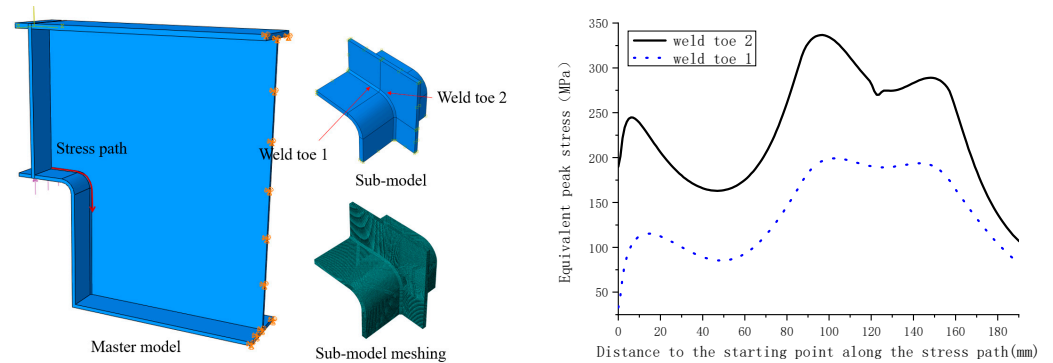 Stress path
Master model
Weld toe 2
Weld toe 1
Sub-model
Sub-model meshing
350
300
250
200
150
100
50
Equivalent peak stress (MPa)
weld toe 2
weld toe 1
0 20 40 60 80 100 120 140 160 180
Distance to the starting point along the stress path(mm)